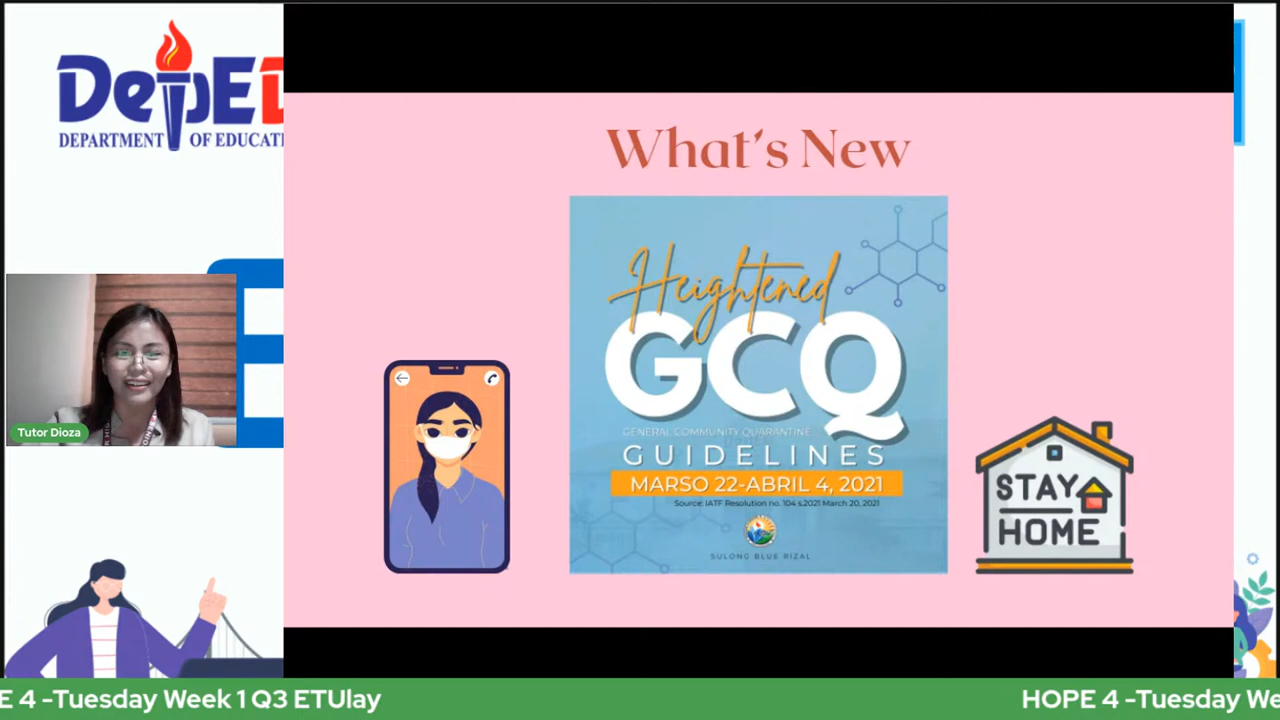 DepED
DEPARTMENT OF EDUCATI
What's New
Heightened
GCQ
GENERAL COMMUNITY QUARANTINE
GUIDELINES
MARSO 22-ABRIL 4, 2021
Source: IATF Resolution no. 104 s.2021 March 20, 2021
SULONG BLUE RIZAL
STAY
HOME
Tutor Dioza
E 4 -Tuesday Week 1 Q3 ETUlay
HOPE 4 -Tuesday We